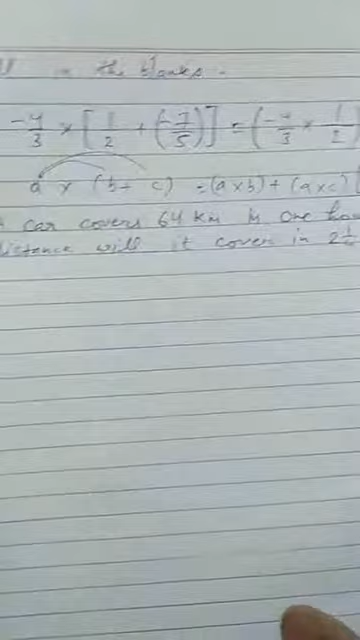 in the blanks.
-4/3 × [1/2 + (-7/5)] = (-4/3 × 1/2)
a × (b + c) = (a × b) + (a × c)
car covers 64 km in one
distance will it cover in 2